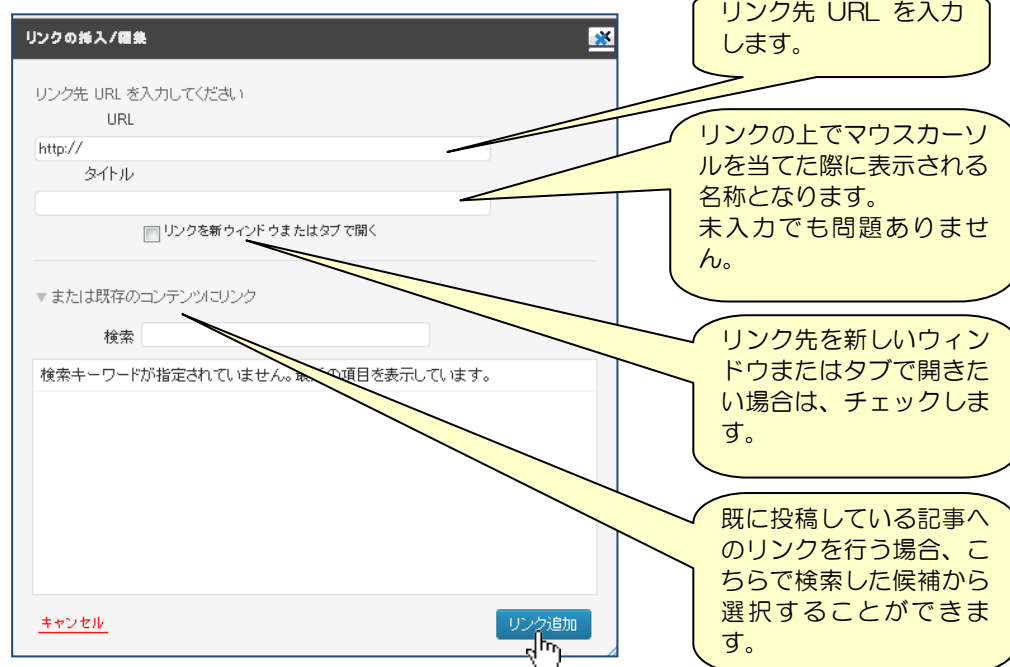 リンクの挿入/編集
リンク先 URL を入力してください
URL
http://
タイトル
リンクを新ウィンドウまたはタブで開く
▼ または既存のコンテンツにリンク
検索
検索キーワードが指定されていません。最 の項目を表示しています。
キャンセル
リンク追加
リンク先 URL を入力
します。
リンクの上でマウスカーソ
ルを当てた際に表示される
名称となります。
未入力でも問題ありませ
ん。
リンク先を新しいウィン
ドウまたはタブで開きた
い場合は、チェックしま
す。
既に投稿している記事へ
のリンクを行う場合、こ
ちらで検索した候補から
選択することができま
す。